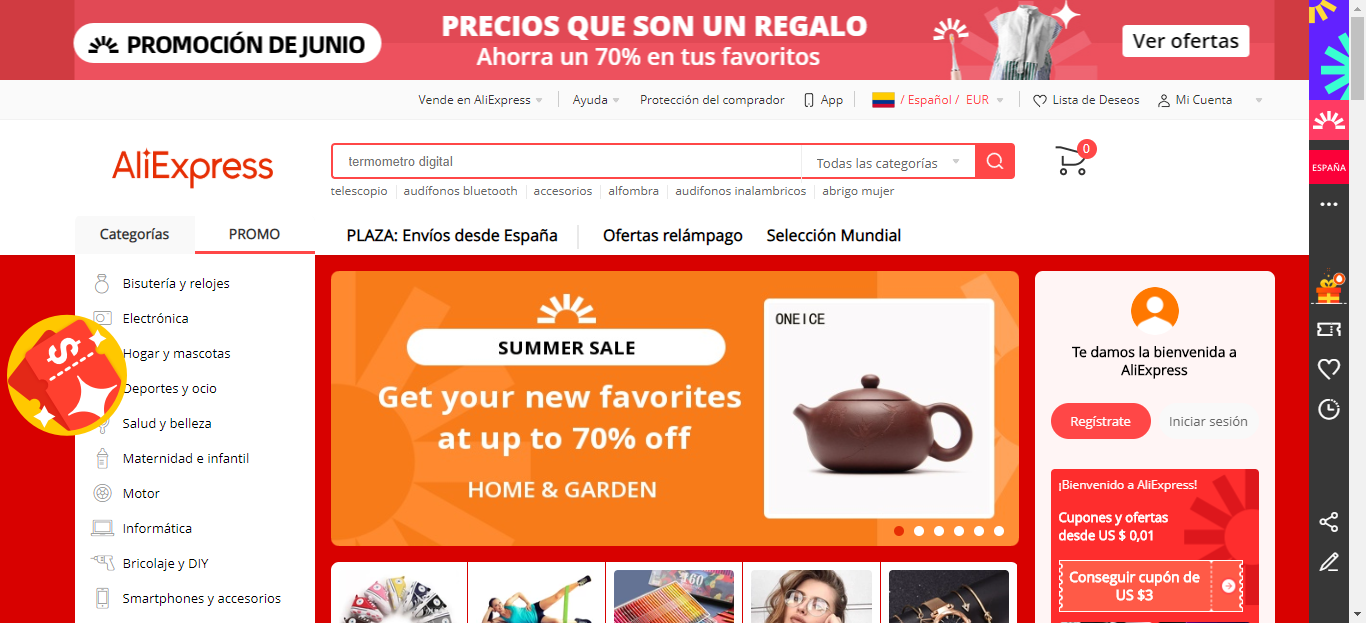 PROMOCIÓN DE JUNIO
PRECIOS QUE SON UN REGALO
Ahorra un 70% en tus favoritos
Ver ofertas
Vende en AliExpress
Ayuda
Protección del comprador
App
/ Español / EUR
Lista de Deseos
Mi Cuenta
AliExpress
termometro digital
Todas las categorías
0
telescopio
audífonos bluetooth
accesorios
alfombra
audifonos inalambricos
abrigo mujer
ESPAÑA
Categorías
PROMO
PLAZA: Envíos desde España
Ofertas relámpago
Selección Mundial
Bisutería y relojes
Electrónica
Hogar y mascotas
Deportes y ocio
Salud y belleza
Maternidad e infantil
Motor
Informática
Bricolaje y DIY
Smartphones y accesorios
$
SUMMER SALE
Get your new favorites
at up to 70% off
HOME & GARDEN
ONEICE
Te damos la bienvenida a
AliExpress
Regístrate
Iniciar sesión
¡Bienvenido a AliExpress!
Cupones y ofertas
desde US $ 0,01
Conseguir cupón de
US $3
160